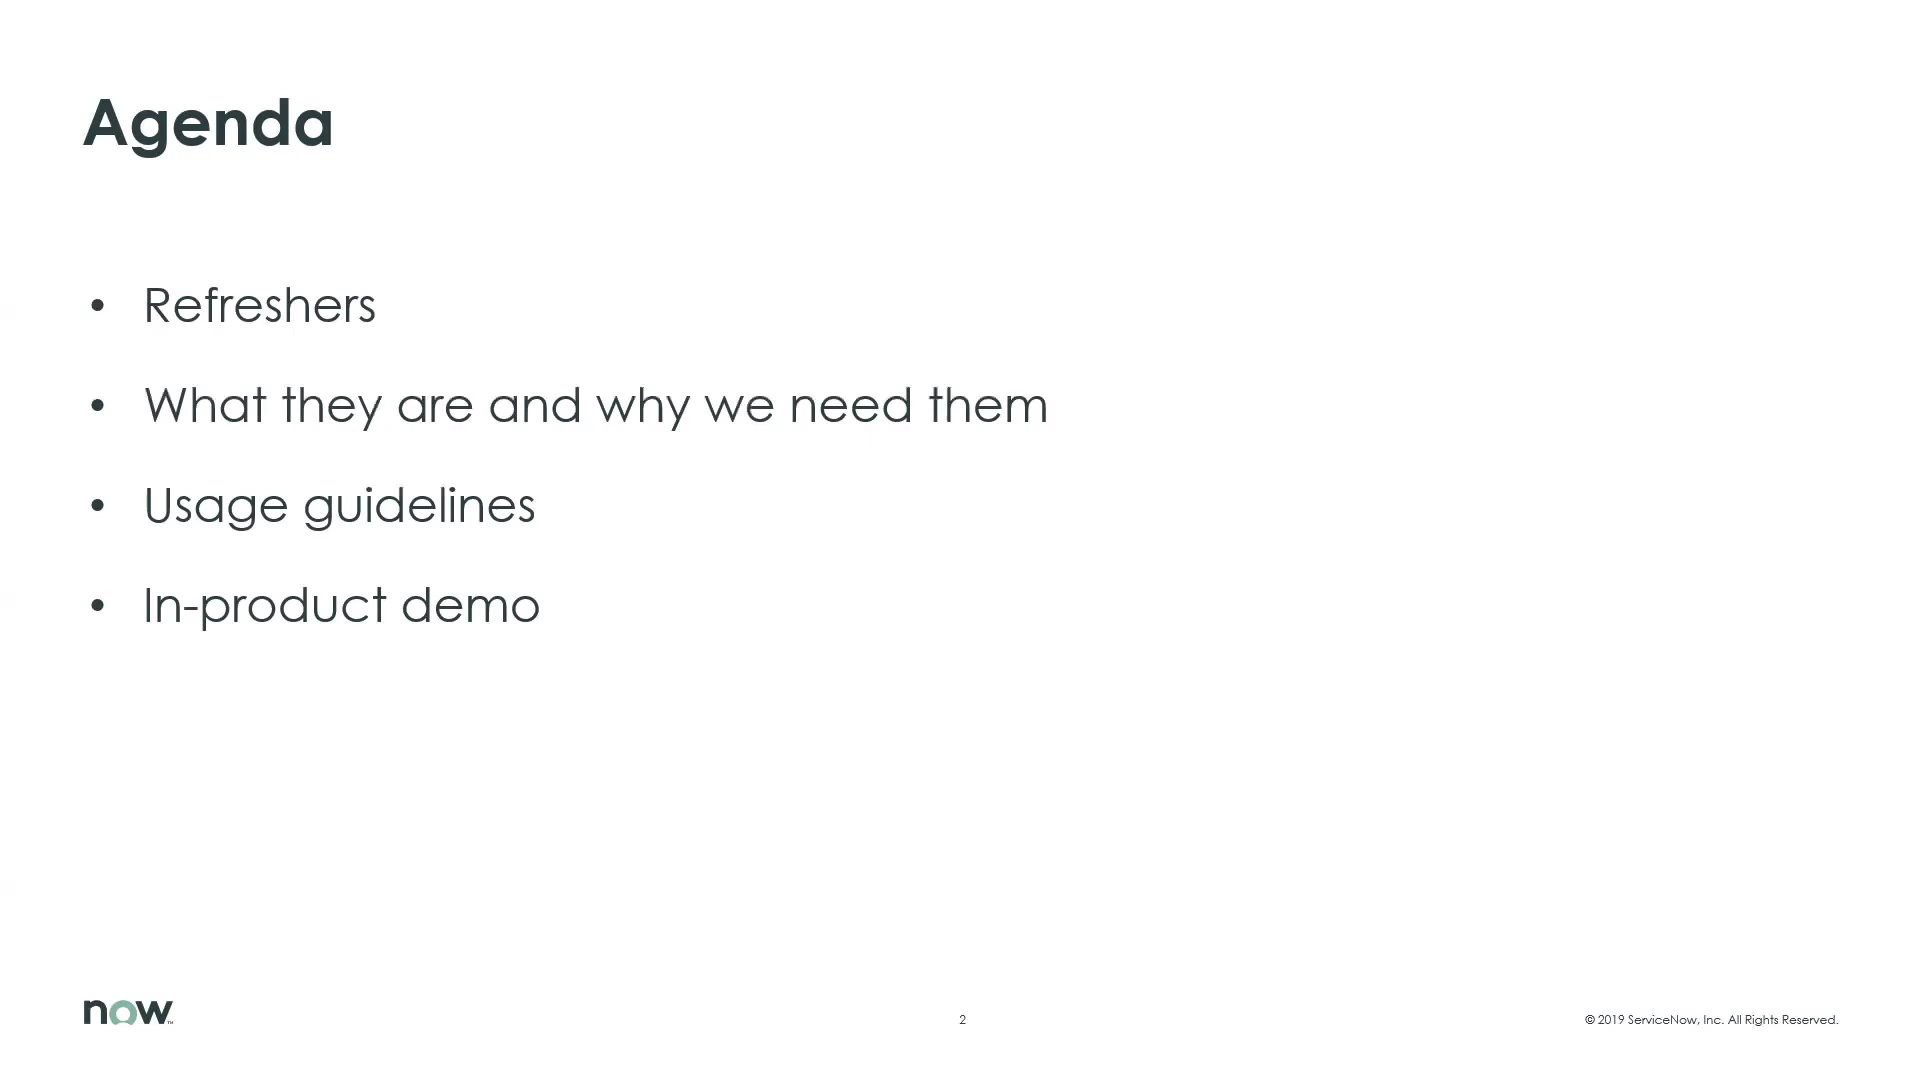 Agenda
• Refreshers
• What they are and why we need them
• Usage guidelines
• In-product demo
now™
2
© 2019 ServiceNow, Inc. All Rights Reserved.